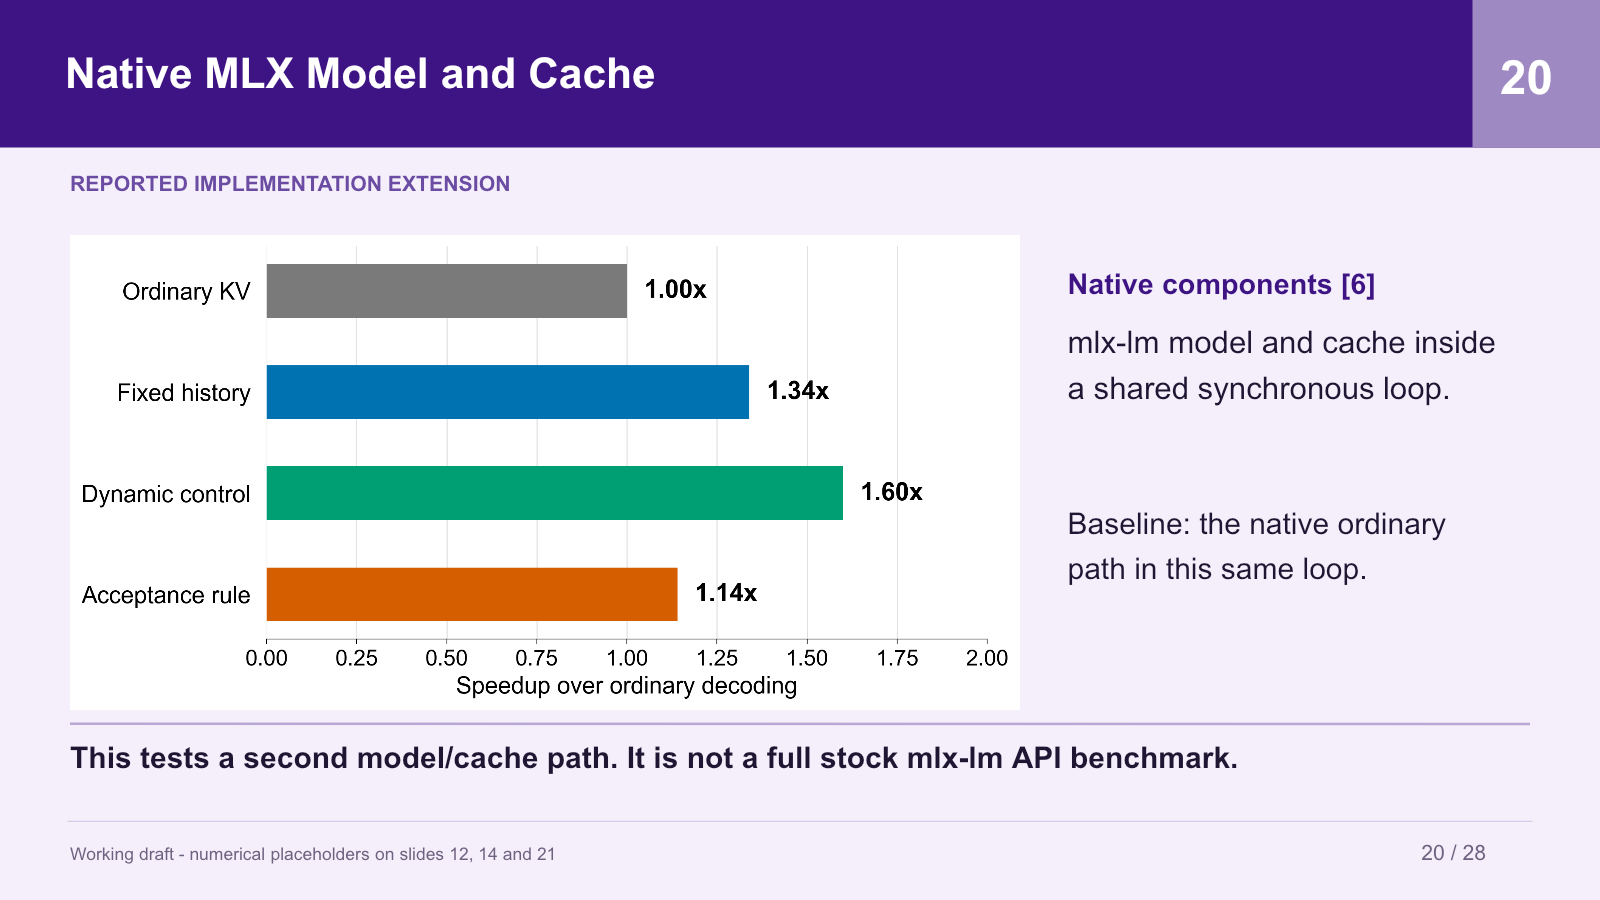 Native MLX Model and Cache
20
REPORTED IMPLEMENTATION EXTENSION
Ordinary KV
1.00x
Fixed history
1.34x
Dynamic control
1.60x
Acceptance rule
1.14x
0.00 0.25 0.50 0.75 1.00 1.25 1.50 1.75 2.00
Speedup over ordinary decoding
Native components [6]
mlx-lm model and cache inside
a shared synchronous loop.
Baseline: the native ordinary
path in this same loop.
This tests a second model/cache path. It is not a full stock mlx-lm API benchmark.
Working draft - numerical placeholders on slides 12, 14 and 21
20 / 28